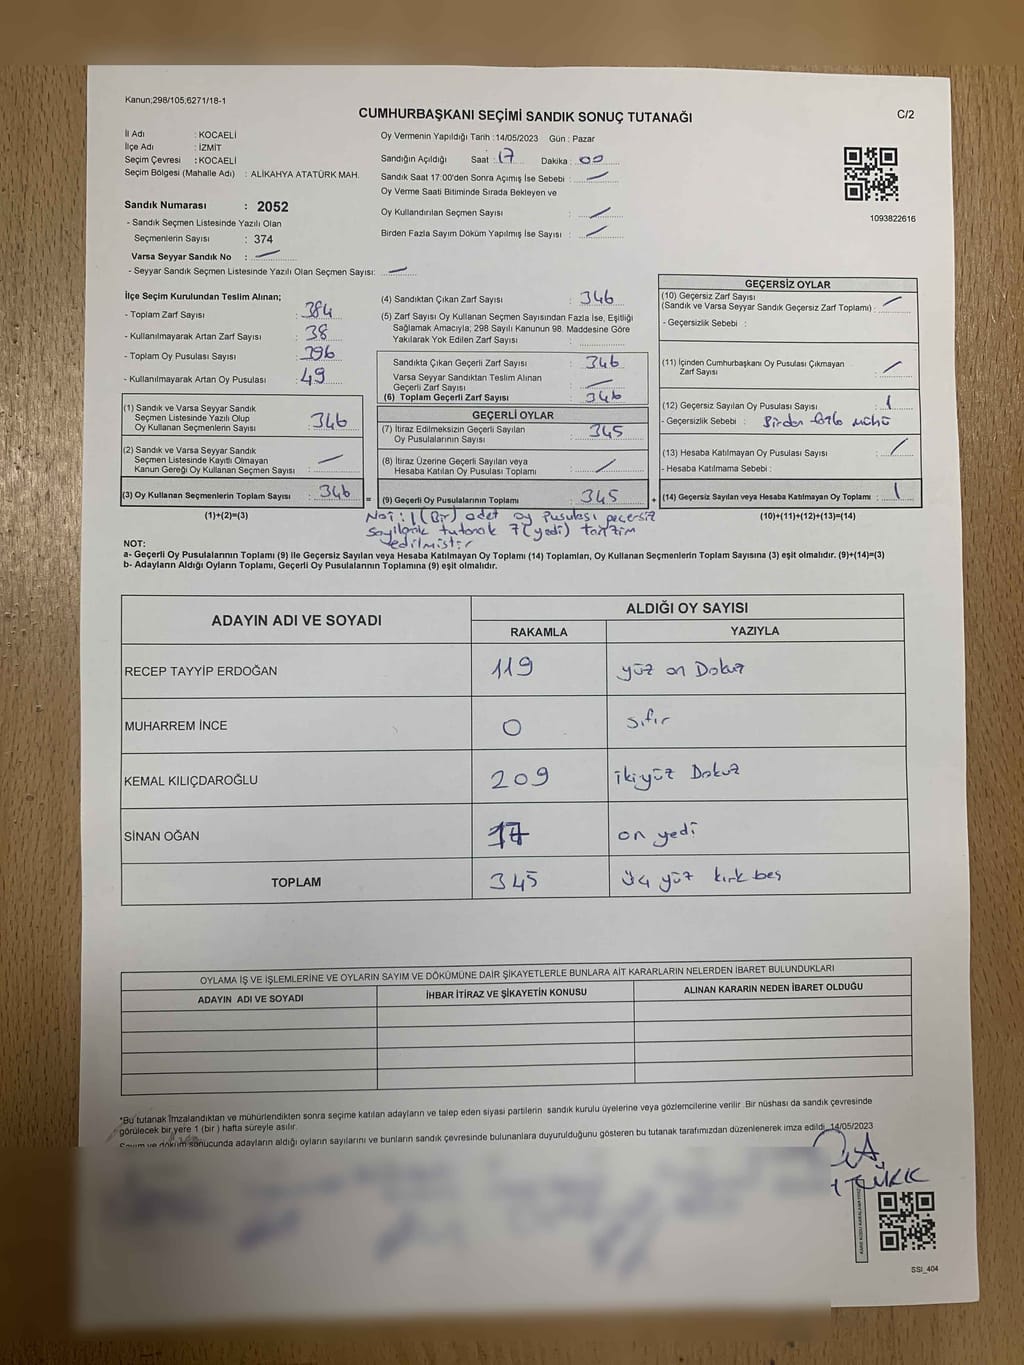 Kanun;298/105,6271/18-1
CUMHURBAŞKANI SEÇİMİ SANDIK SONUÇ TUTANAĞI
C/2
İl Adı : KOCAELİ
İlçe Adı : İZMİT
Seçim Çevresi : KOCAELİ
Seçim Bölgesi (Mahalle Adı) : ALİKAHYA ATATÜRK MAH.
Sandık Numarası : 2052
- Sandık Seçmen Listesinde Yazılı Olan
Seçmenlerin Sayısı : 374
Varsa Seyyar Sandık No : —
- Seyyar Sandık Seçmen Listesinde Yazılı Olan Seçmen Sayısı: —
Oy Vermenin Yapıldığı Tarih :14/05/2023 Gün : Pazar
Sandığın Açıldığı Saat : 17 Dakika : 00
Sandık Saat 17:00'den Sonra Açımış İse Sebebi : —
Oy Verme Saati Bitiminde Sırada Bekleyen ve
Oy Kullandırılan Seçmen Sayısı : —
Birden Fazla Sayım Döküm Yapılmış İse Sayısı : —
1093822616
İlçe Seçim Kurulundan Teslim Alınan;
- Toplam Zarf Sayısı : 384
- Kullanılmayarak Artan Zarf Sayısı : 38
- Toplam Oy Pusulası Sayısı : 396
- Kullanılmayarak Artan Oy Pusulası : 49
(1) Sandık ve Varsa Seyyar Sandık
Seçmen Listesinde Yazılı Olup
Oy Kullanan Seçmenlerin Sayısı : 346
(2) Sandık ve Varsa Seyyar Sandık
Seçmen Listesinde Kayıtlı Olmayan
Kanun Gereği Oy Kullanan Seçmen Sayısı : —
(3) Oy Kullanan Seçmenlerin Toplam Sayısı : 346
(1)+(2)=(3)
(4) Sandıktan Çıkan Zarf Sayısı : 346
(5) Zarf Sayısı Oy Kullanan Seçmen Sayısından Fazla İse, Eşitliği
Sağlamak Amacıyla; 298 Sayılı Kanunun 98. Maddesine Göre
Yakılarak Yok Edilen Zarf Sayısı :
Sandıkta Çıkan Geçerli Zarf Sayısı : 346
Varsa Seyyar Sandıktan Teslim Alınan
Geçerli Zarf Sayısı : —
(6) Toplam Geçerli Zarf Sayısı : 346
GEÇERLİ OYLAR
(7) İtiraz Edilmeksizin Geçerli Sayılan
Oy Pusulalarının Sayısı : 345
(8) İtiraz Üzerine Geçerli Sayılan veya
Hesaba Katılan Oy Pusulası Toplamı : —
= (9) Geçerli Oy Pusulalarının Toplamı : 345 +
GEÇERSİZ OYLAR
(10) Geçersiz Zarf Sayısı
(Sandık ve Varsa Seyyar Sandık Geçersiz Zarf Toplamı) : —
- Geçersizlik Sebebi :
(11) İçinden Cumhurbaşkanı Oy Pusulası Çıkmayan
Zarf Sayısı : —
(12) Geçersiz Sayılan Oy Pusulası Sayısı : 1
- Geçersizlik Sebebi : Birden fazla mühü
(13) Hesaba Katılmayan Oy Pusulası Sayısı : —
- Hesaba Katılmama Sebebi :
(14) Geçersiz Sayılan veya Hesaba Katılmayan Oy Toplamı : 1
(10)+(11)+(12)+(13)=(14)
Not : 1 (Bir) adet oy pusulası geçersiz
sayılarak tutanak 7 (yedi) tanzim
edilmiştir
NOT:
a- Geçerli Oy Pusulalarının Toplamı (9) ile Geçersiz Sayılan veya Hesaba Katılmayan Oy Toplamı (14) Toplamları, Oy Kullanan Seçmenlerin Toplam Sayısına (3) eşit olmalıdır. (9)+(14)=(3)
b- Adayların Aldığı Oyların Toplamı, Geçerli Oy Pusulalarının Toplamına (9) eşit olmalıdır.
ADAYIN ADI VE SOYADI ALDIĞI OY SAYISI
RAKAMLA YAZIYLA
RECEP TAYYİP ERDOĞAN 119 yüz on Dokuz
MUHARREM İNCE 0 sıfır
KEMAL KILIÇDAROĞLU 209 ikiyüz Dokuz
SİNAN OĞAN 17 on yedi
TOPLAM 345 üç yüz kırk beş
OYLAMA İŞ VE İŞLEMLERİNE VE OYLARIN SAYIM VE DÖKÜMÜNE DAİR ŞİKAYETLERLE BUNLARA AİT KARARLARIN NELERDEN İBARET BULUNDUKLARI
ADAYIN ADI VE SOYADI İHBAR İTİRAZ VE ŞİKAYETİN KONUSU ALINAN KARARIN NEDEN İBARET OLDUĞU
*Bu tutanak İmzalandıktan ve mühürlendikten sonra seçime katılan adayların ve talep eden siyasi partilerin sandık kurulu üyelerine veya gözlemcilerine verilir .Bir nüshası da sandık çevresinde
görülecek bir yere 1 (bir ) hafta süreyle asılır.
Sayım ve döküm sonucunda adayların aldığı oyların sayılarını ve bunların sandık çevresinde bulunanlara duyurulduğunu gösteren bu tutanak tarafımızdan düzenlenerek imza edildi. 14/05/2023
SSI_404